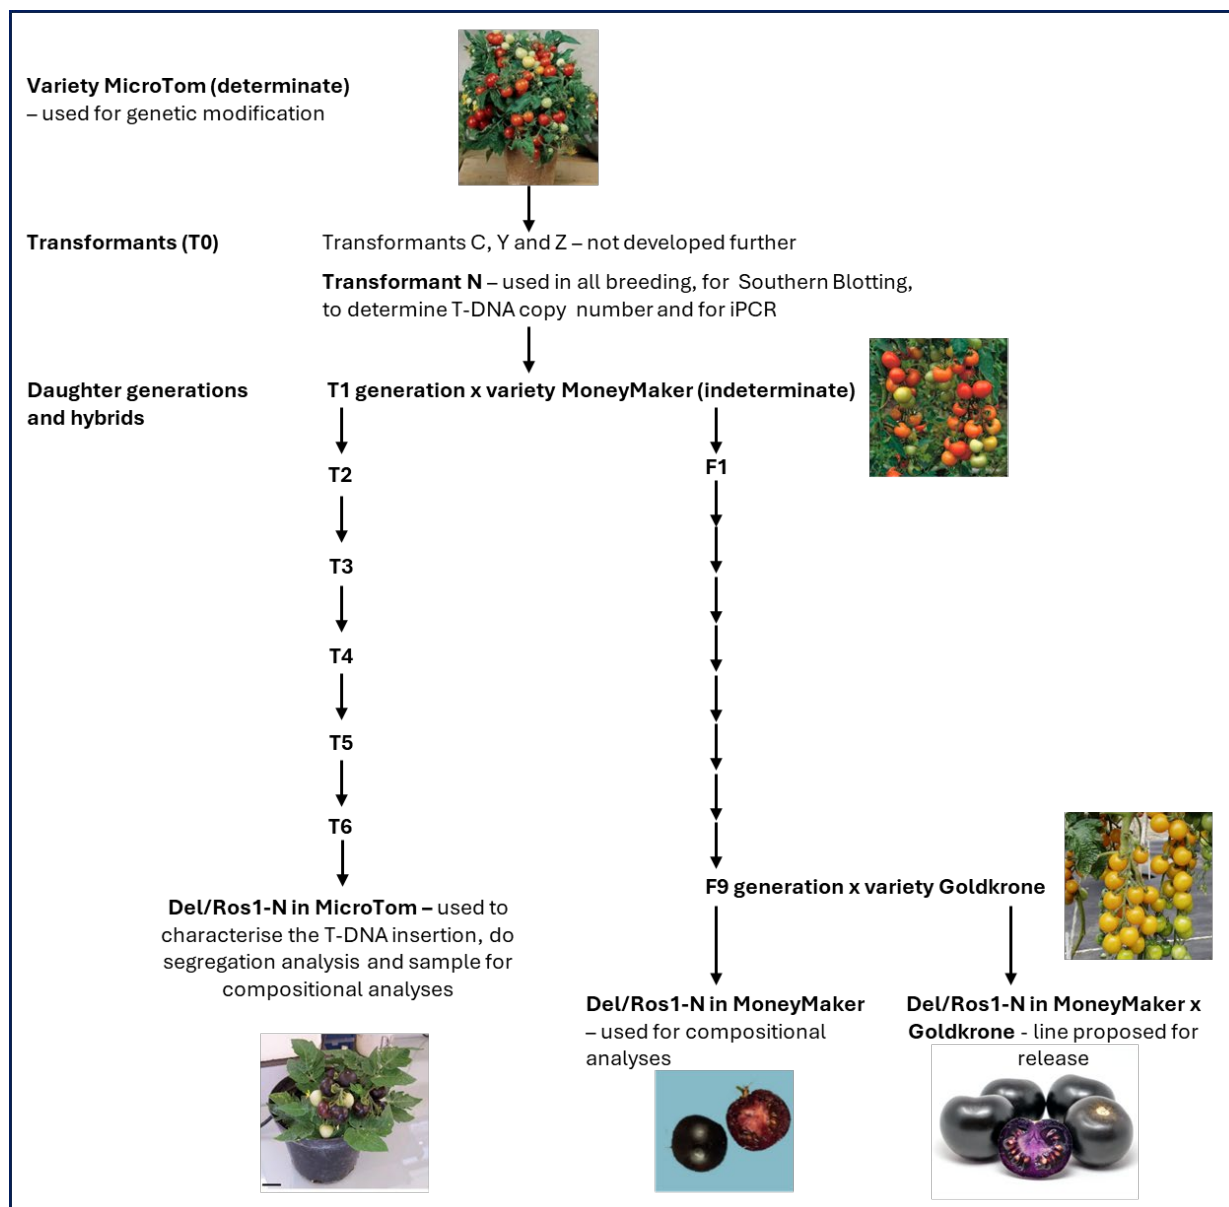 Variety MicroTom (determinate)
– used for genetic modification
Transformants (T0)
Transformants C, Y and Z – not developed further
Transformant N – used in all breeding, for Southern Blotting,
to determine T-DNA copy number and for iPCR
Daughter generations
and hybrids
T1 generation x variety MoneyMaker (indeterminate)
T2
F1
T3
T4
T5
T6
F9 generation x variety Goldkrone
Del/Ros1-N in MicroTom – used to
characterise the T-DNA insertion, do
segregation analysis and sample for
compositional analyses
Del/Ros1-N in MoneyMaker
– used for compositional
analyses
Del/Ros1-N in MoneyMaker x
Goldkrone - line proposed for
release